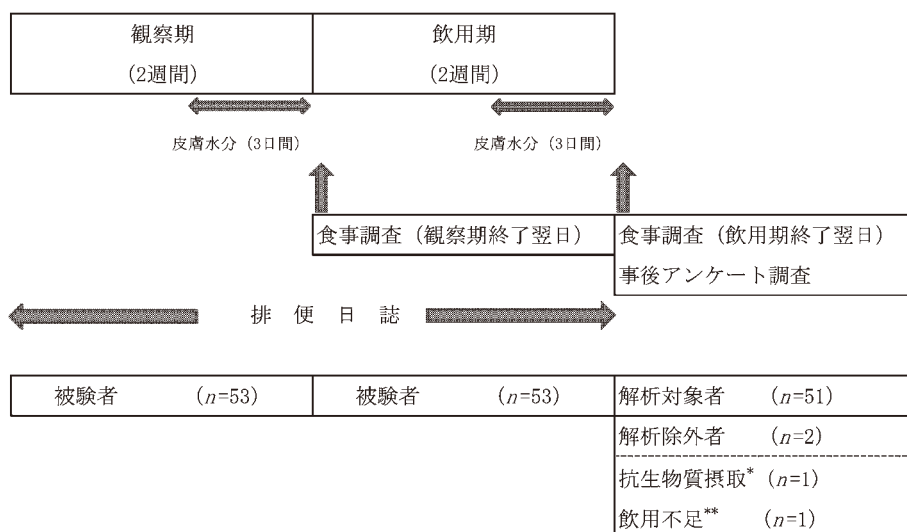 観察期 飲用期
(2週間) (2週間)
皮膚水分 (3日間) 皮膚水分 (3日間)
食事調査 (観察期終了翌日) 食事調査 (飲用期終了翌日)
事後アンケート調査
排便日誌
被験者 (n=53) 被験者 (n=53) 解析対象者 (n=51)
解析除外者 (n=2)
抗生物質摂取* (n=1)
飲用不足** (n=1)